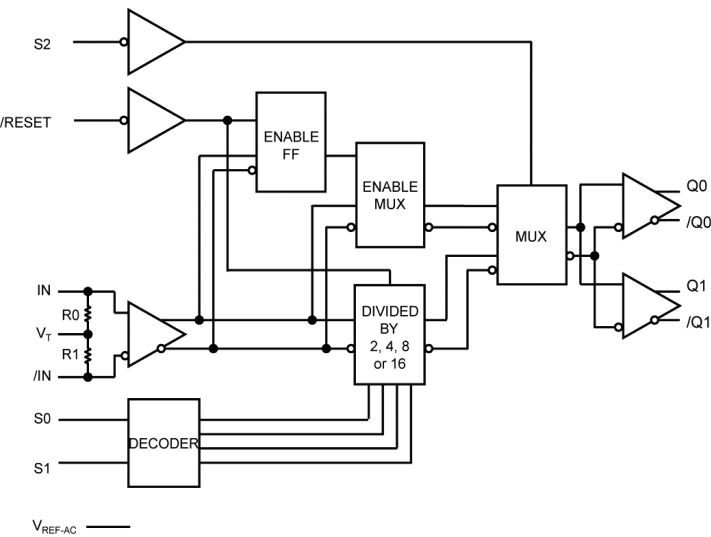 S2
/RESET
ENABLE
FF
ENABLE
MUX
MUX
Q0
/Q0
Q1
/Q1
IN
R0
VT
R1
/IN
DIVIDED
BY
2, 4, 8
or 16
S0
DECODER
S1
VREF-AC